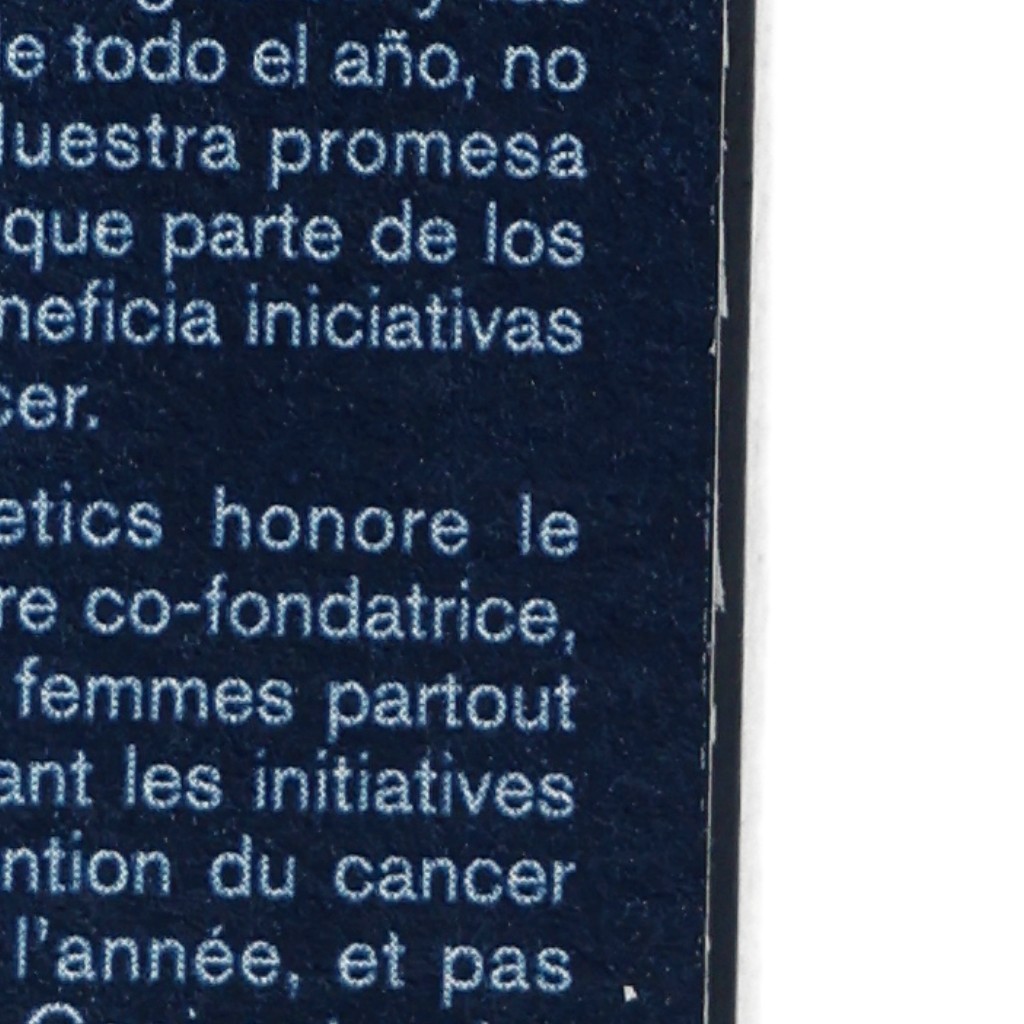 e todo el año, no
uestra promesa
que parte de los
neficia iniciativas
cer.
etics honore le
re co-fondatrice,
femmes partout
ant les initiatives
ntion du cancer
l'année, et pas